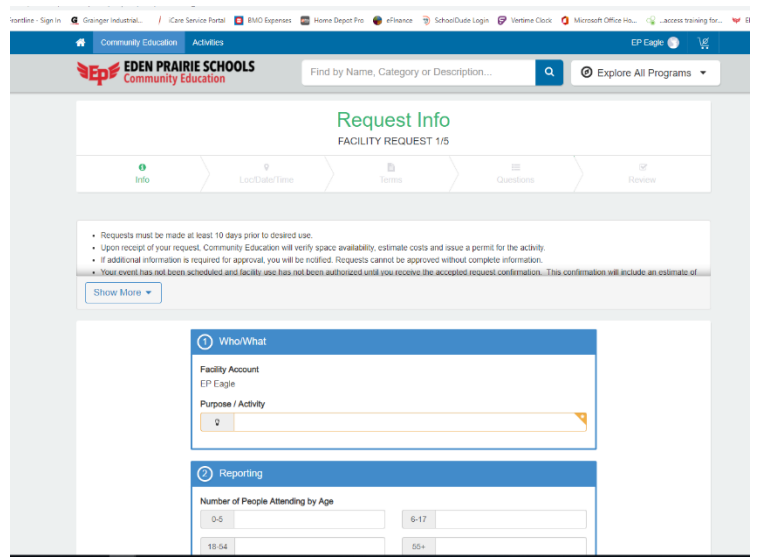 Frontline - Sign In Grainger Industrial... iCare Service Portal BMO Expenses Home Depot Pro eFinance SchoolDude Login Vertime Clock Microsoft Office Ho... ...access training for...
Community Education Activities EP Eagle
EP EDEN PRAIRIE SCHOOLS
Community Education
Find by Name, Category or Description...
Explore All Programs
Request Info
FACILITY REQUEST 1/5
Info Loc/Date/Time Terms Questions Review
• Requests must be made at least 10 days prior to desired use.
• Upon receipt of your request, Community Education will verify space availability, estimate costs and issue a permit for the activity.
• If additional information is required for approval, you will be notified. Requests cannot be approved without complete information.
• Your event has not been scheduled and facility use has not been authorized until you receive the accepted request confirmation. This confirmation will include an estimate of
Show More
1 Who/What
Facility Account
EP Eagle
Purpose / Activity
2 Reporting
Number of People Attending by Age
0-5 6-17
18-54 55+